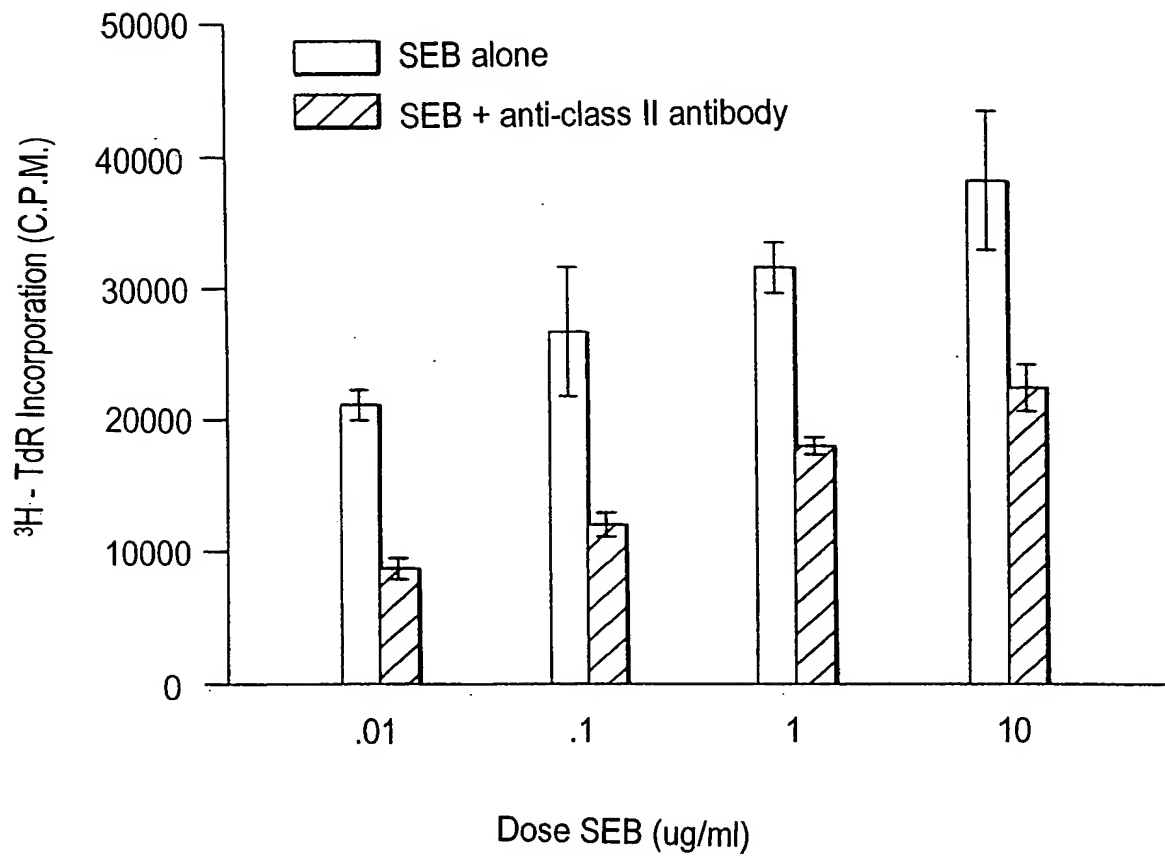 50000
40000
30000
20000
10000
0
³H - TdR Incorporation (C.P.M.)
SEB alone
SEB + anti-class II antibody
.01
.1
1
10
Dose SEB (ug/ml)